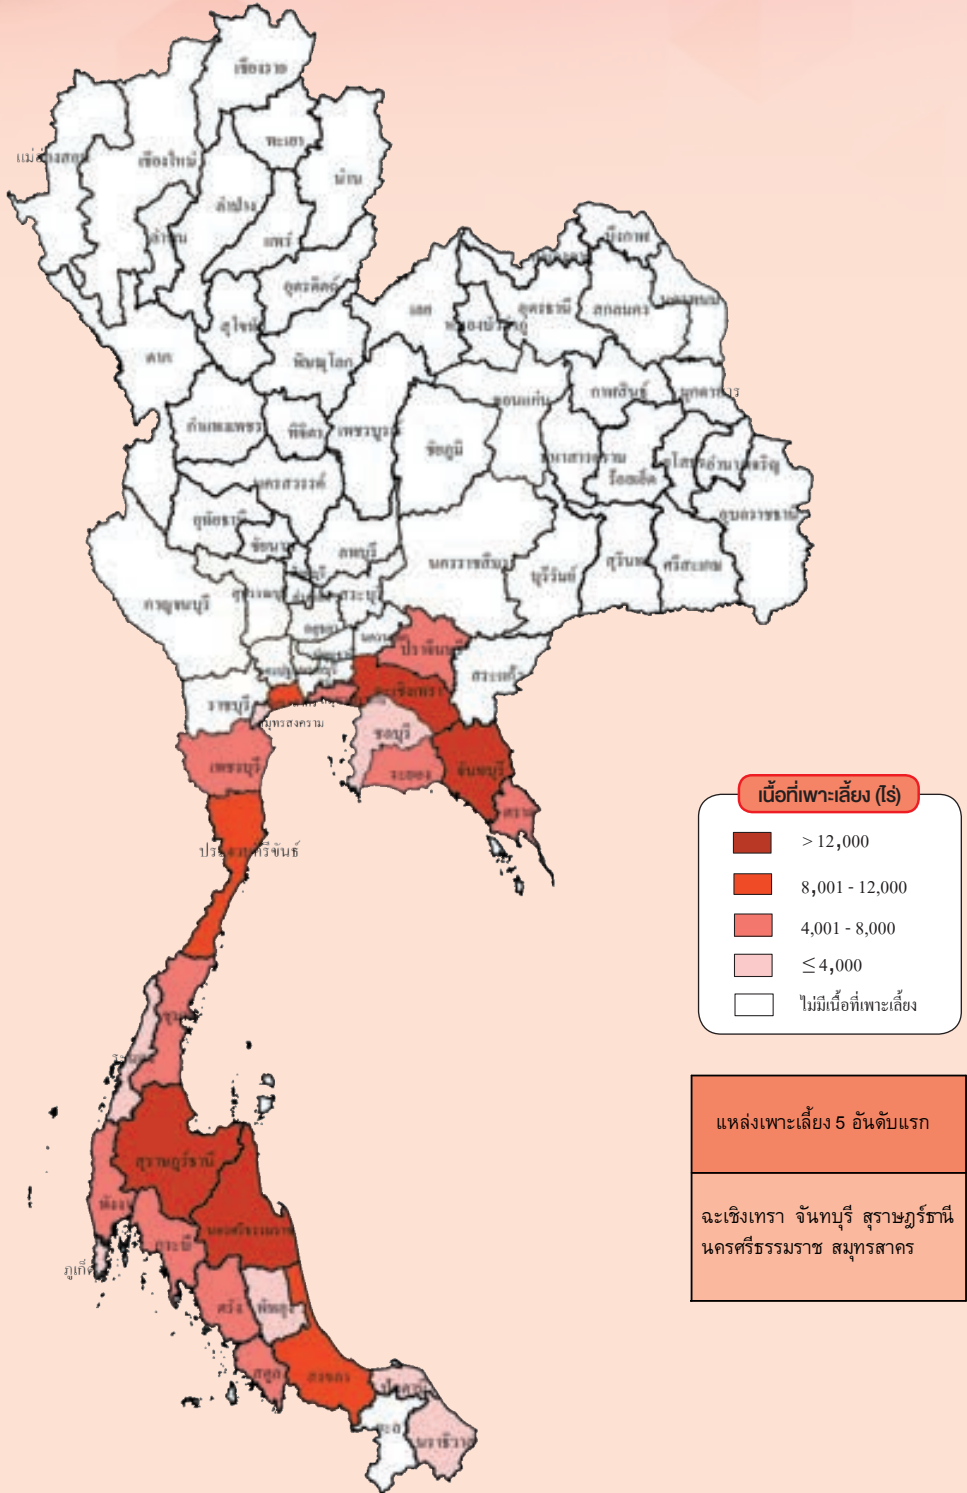 เชียงราย
พะเยา
เชียงใหม่
น่าน
ลำปาง
แพร่
บึงกาฬ
อุตรดิตถ์
เลย
อุดรธานี
สกลนคร
ตาก
พิษณุโลก
กาฬสินธุ์
กำแพงเพชร
พิจิตร
เพชรบูรณ์
ชัยภูมิ
ขอนแก่น
ร้อยเอ็ด
อำนาจเจริญ
นครสวรรค์
อุทัยธานี
อุบลราชธานี
ลพบุรี
นครราชสีมา
บุรีรัมย์
สุรินทร์
ศรีสะเกษ
กาญจนบุรี
สระบุรี
ปราจีนบุรี
สระแก้ว
ราชบุรี
ฉะเชิงเทรา
สมุทรสงคราม
ชลบุรี
เพชรบุรี
ระยอง
จันทบุรี
ตราด
ประจวบคีรีขันธ์
เนื้อที่เพาะเลี้ยง (ไร่)
> 12,000
8,001 - 12,000
4,001 - 8,000
≤ 4,000
ไม่มีเนื้อที่เพาะเลี้ยง
แหล่งเพาะเลี้ยง 5 อันดับแรก
ฉะเชิงเทรา จันทบุรี สุราษฎร์ธานี
นครศรีธรรมราช สมุทรสาคร
สุราษฎร์ธานี
พังงา
นครศรีธรรมราช
กระบี่
ภูเก็ต
ตรัง
พัทลุง
สตูล
สงขลา
ปัตตานี
นราธิวาส